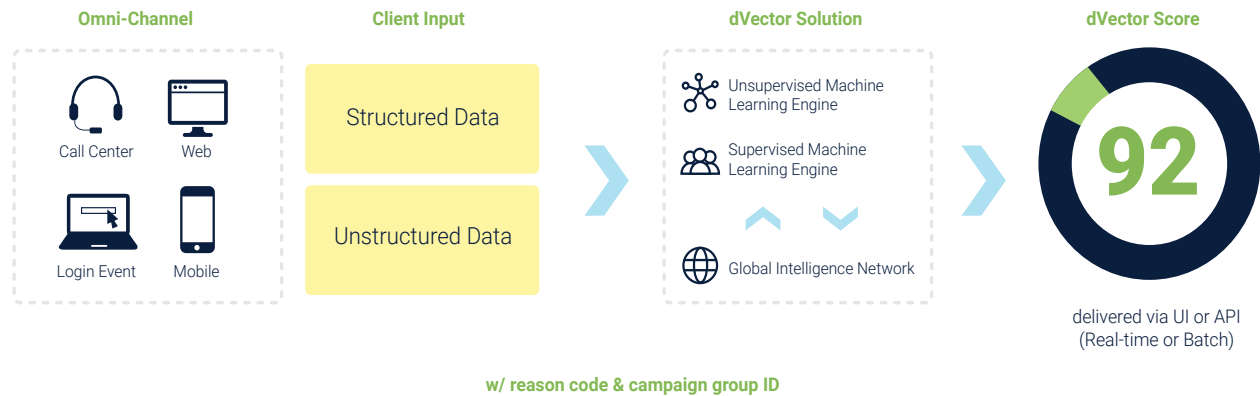 Omni-Channel
Call Center
Web
Login Event
Mobile
Client Input
Structured Data
Unstructured Data
dVector Solution
Unsupervised Machine
Learning Engine
Supervised Machine
Learning Engine
Global Intelligence Network
dVector Score
92
delivered via UI or API
(Real-time or Batch)
w/ reason code & campaign group ID